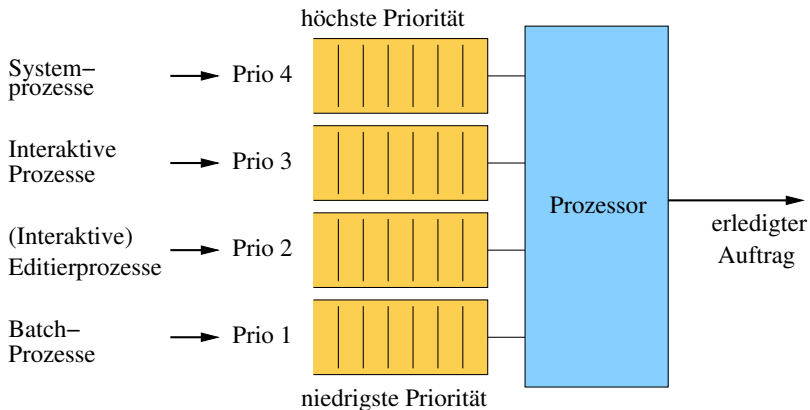 höchste Priorität
System–
prozesse
Prio 4
Interaktive
Prozesse
Prio 3
(Interaktive)
Editierprozesse
Prio 2
Batch–
Prozesse
Prio 1
niedrigste Priorität
Prozessor
erledigter
Auftrag